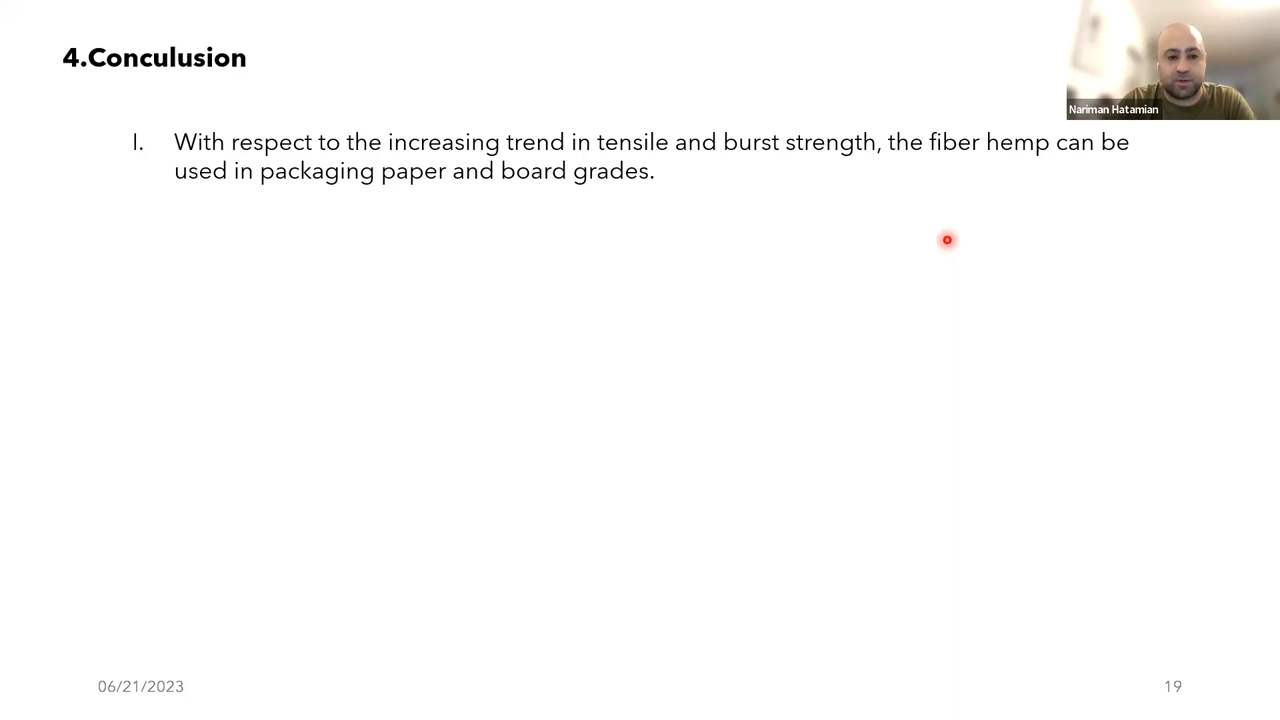 4.Conculusion
Nariman Hatamian
I. With respect to the increasing trend in tensile and burst strength, the fiber hemp can be
used in packaging paper and board grades.
06/21/2023
19